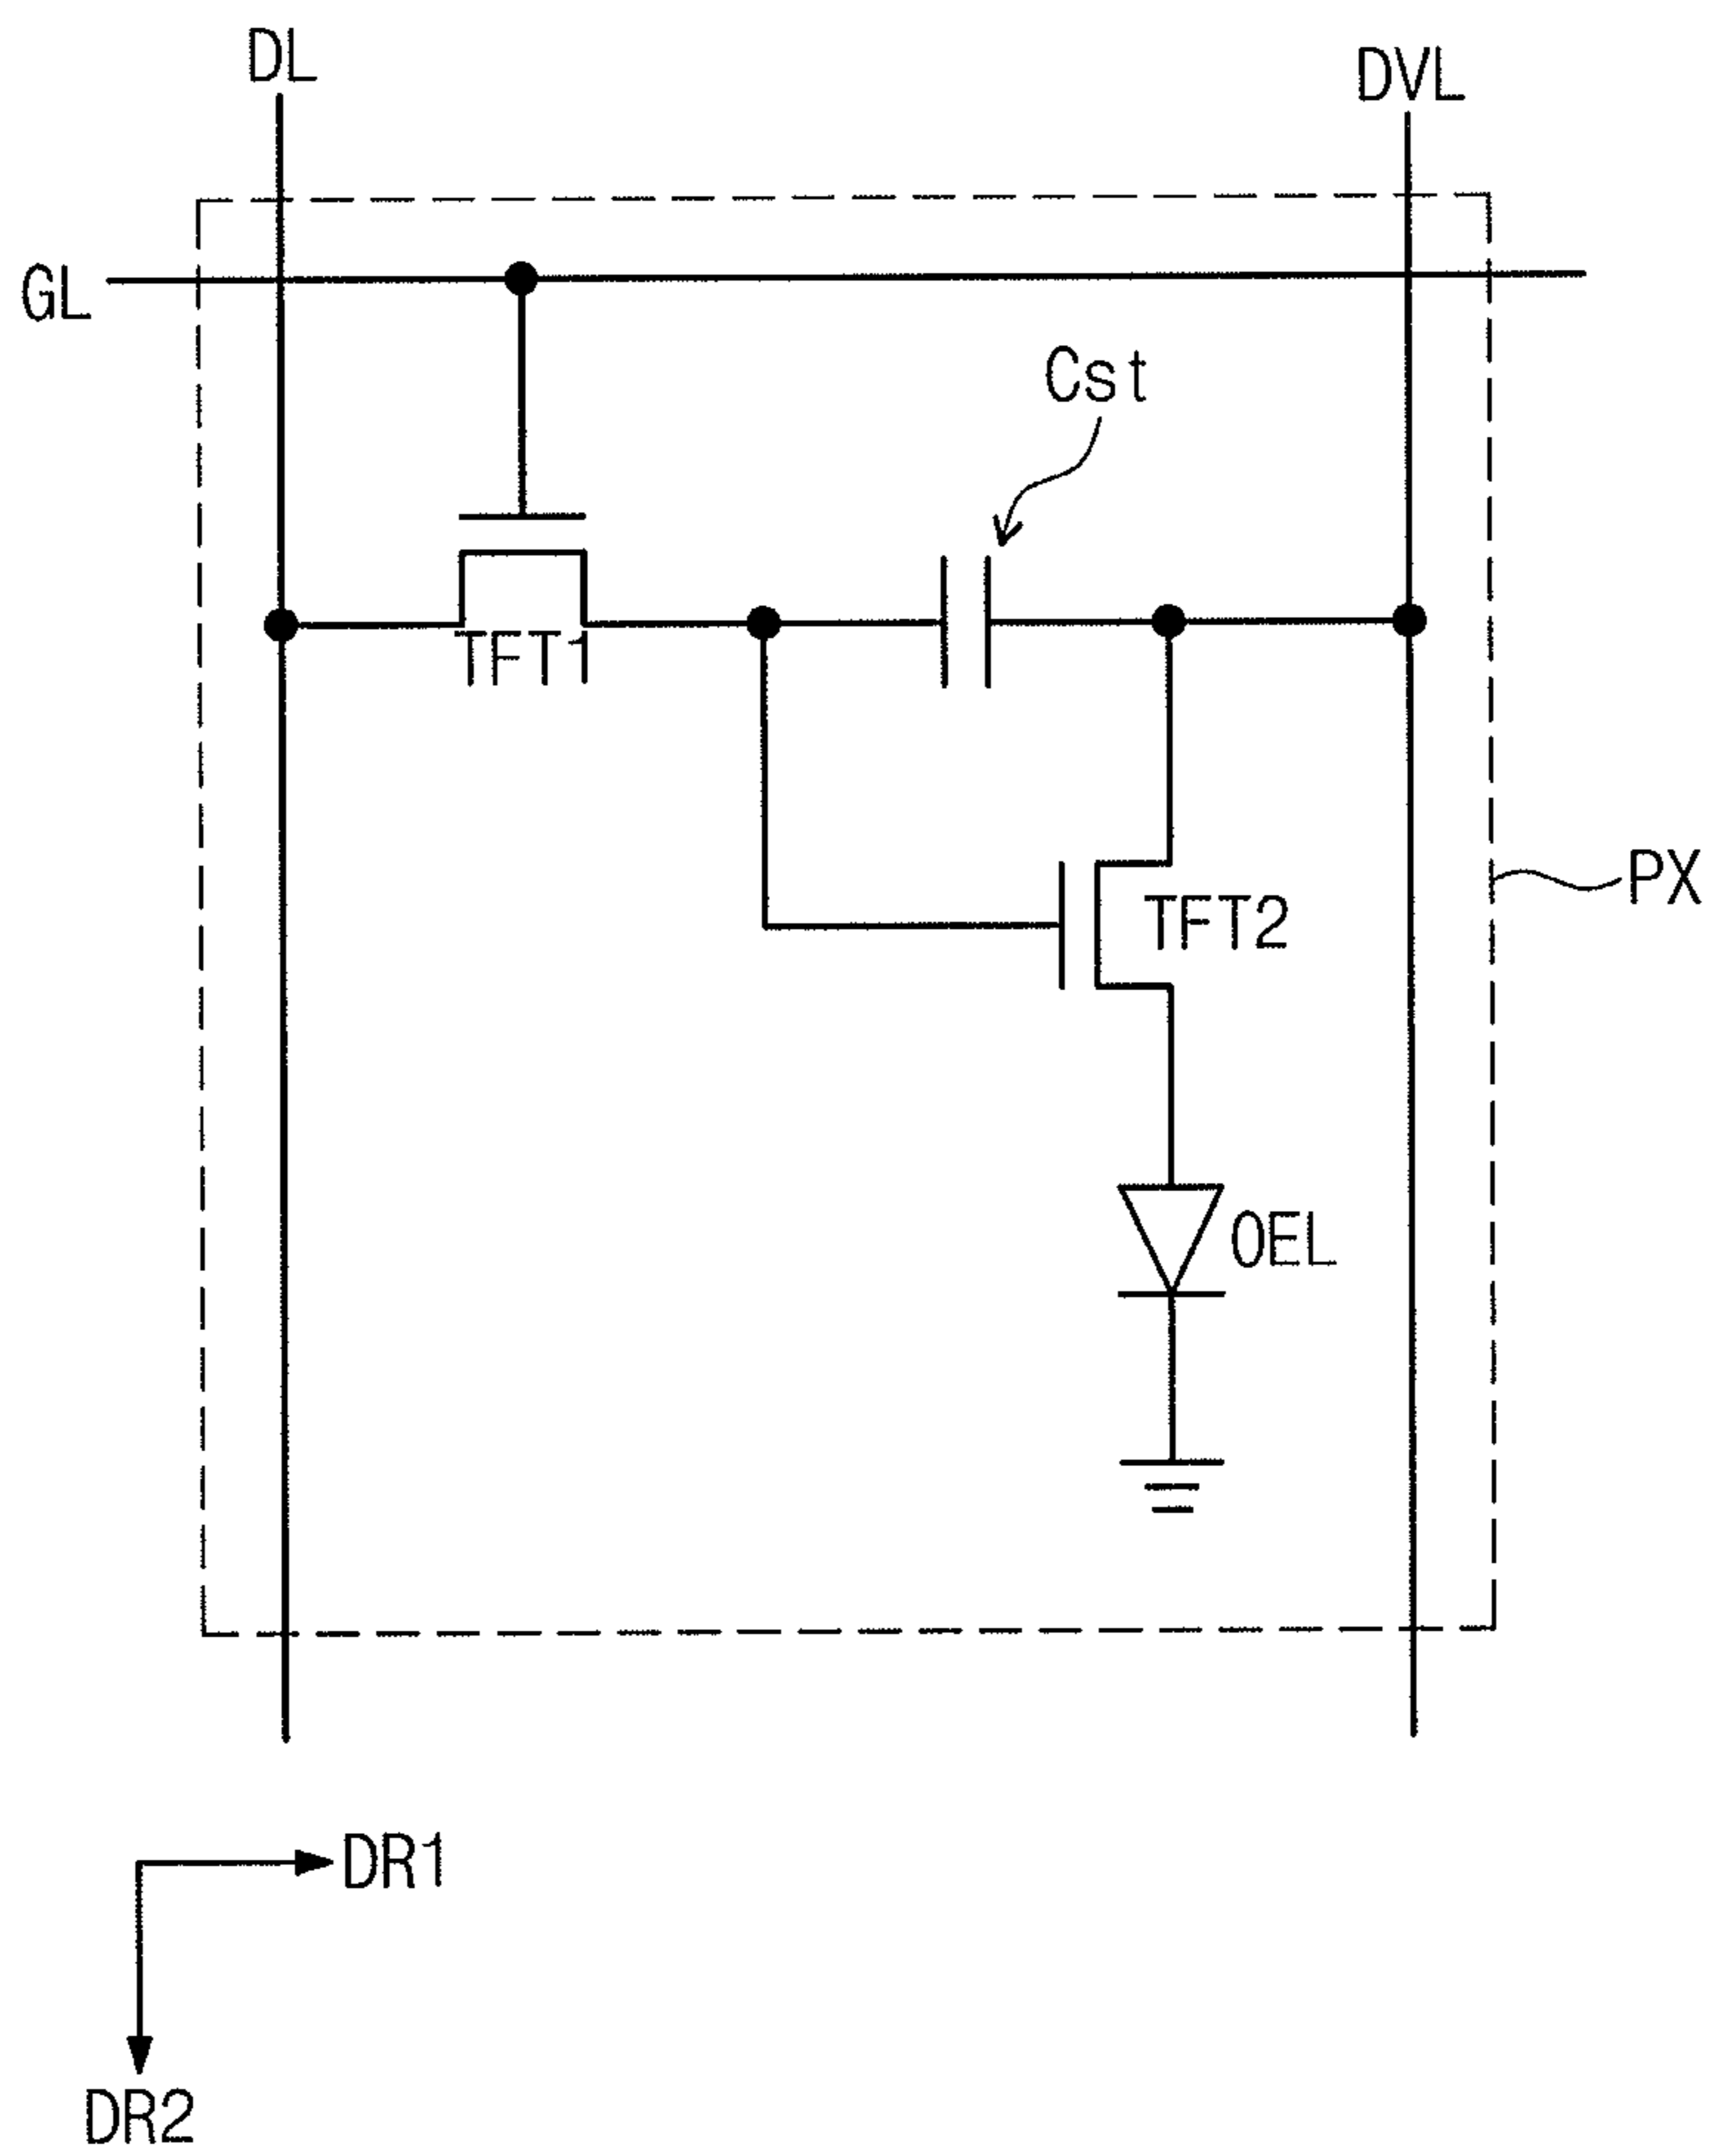 DL
DVL
GL
Cst
TFT1
PX
TFT2
OEL
DR1
DR2